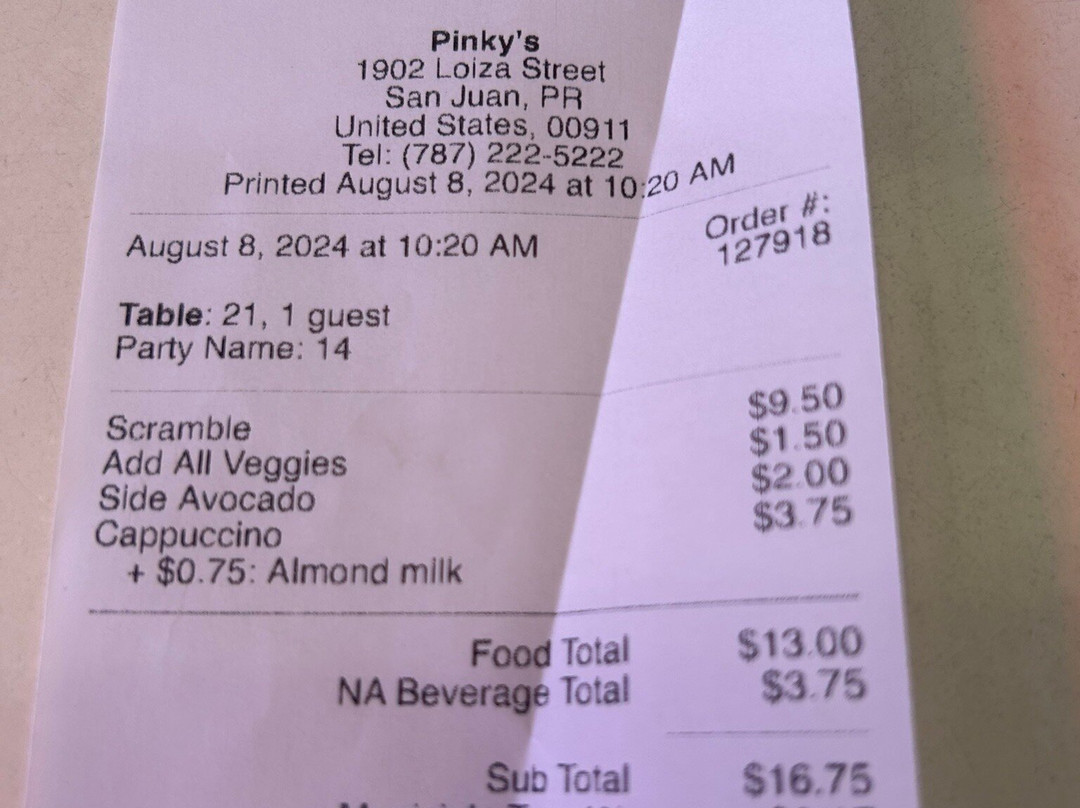 Pinky's
1902 Loiza Street
San Juan, PR
United States, 00911
Tel: (787) 222-5222
Printed August 8, 2024 at 10:20 AM
August 8, 2024 at 10:20 AM
Order #:
127918
Table: 21, 1 guest
Party Name: 14
Scramble $9.50
Add All Veggies $1.50
Side Avocado $2.00
Cappuccino $3.75
+ $0.75: Almond milk
Food Total $13.00
NA Beverage Total $3.75
Sub Total $16.75